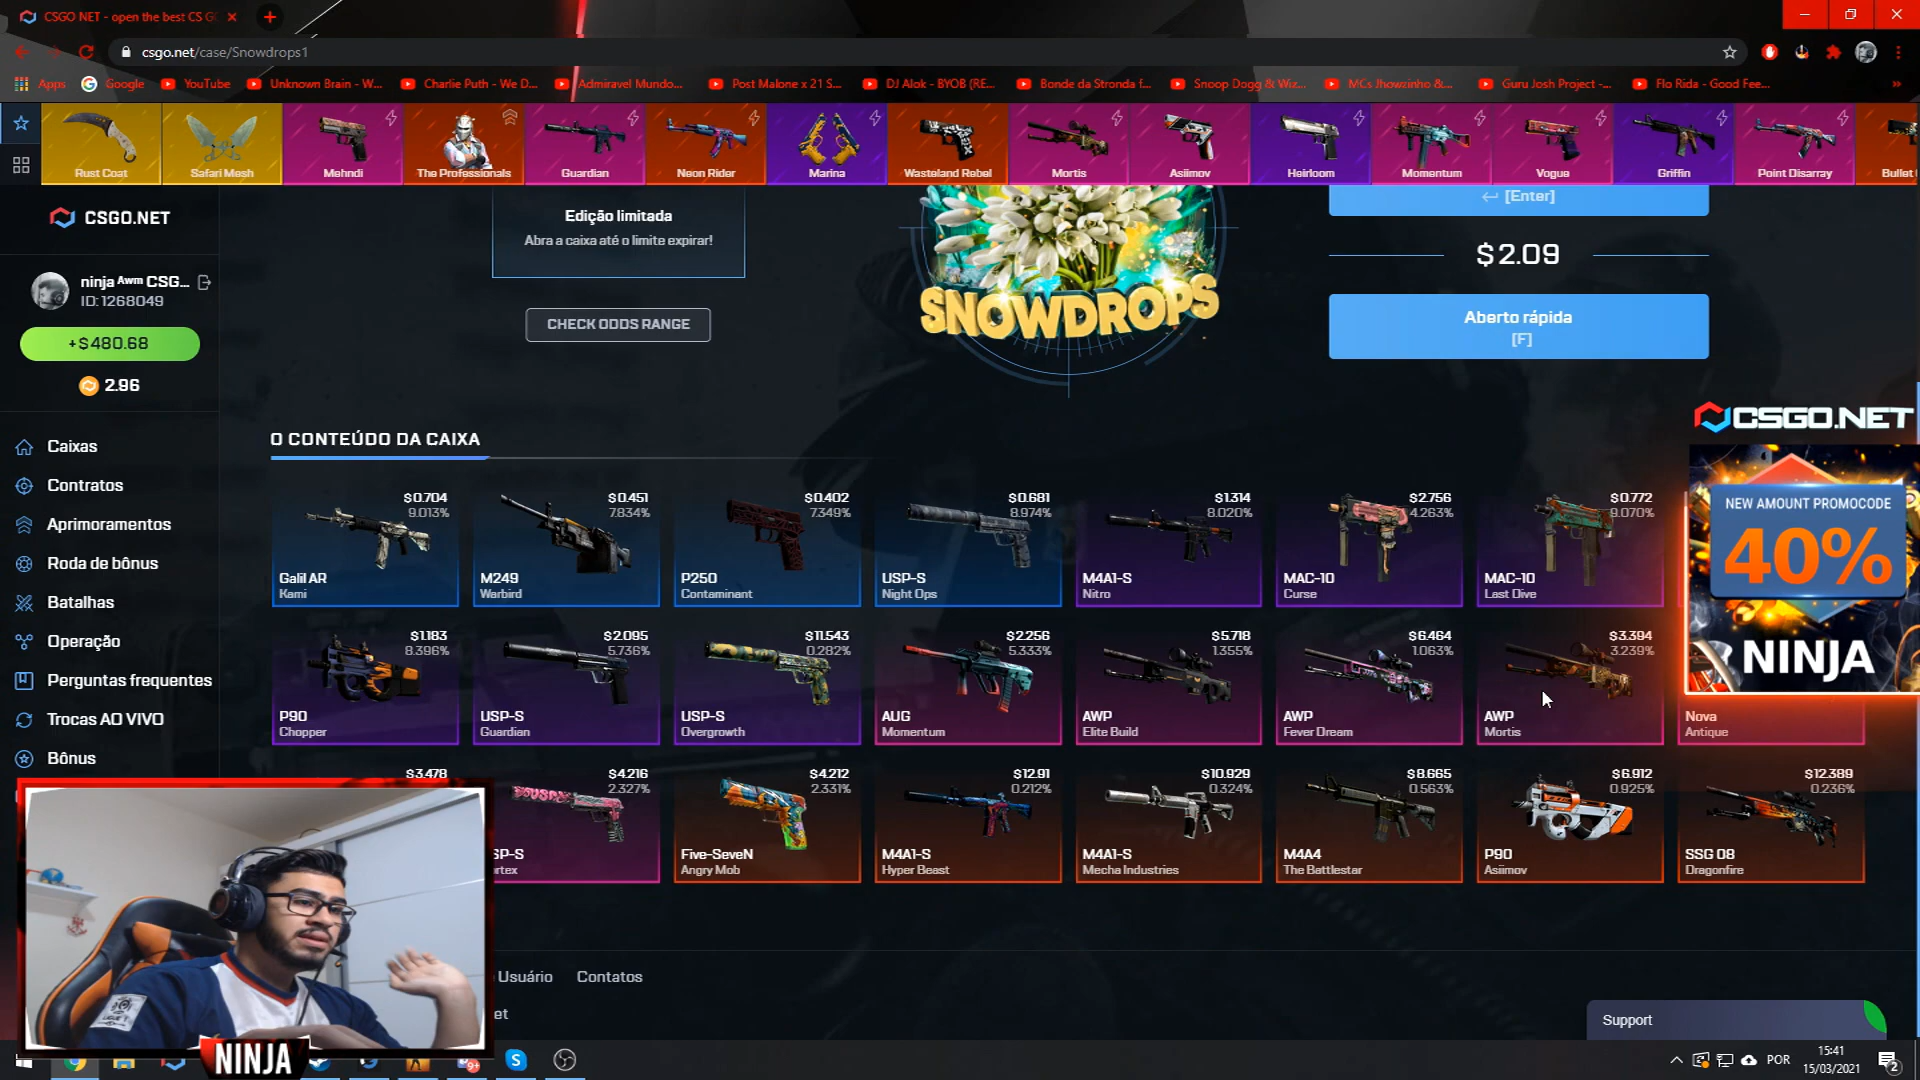 CSGO NET - open the best CS G
csgo.net/case/Snowdrops1
Apps
Google
YouTube
Unknown Brain - W...
Charlie Puth - We D...
Admiravel Mundo...
Post Malone x 21 S...
DJ Alok - BYOB (RE...
Bonde da Stronda f...
Snoop Dogg & Wiz...
MCs Jhowzinho &...
Guru Josh Project -...
Flo Rida - Good Fee...
Rust Coat
Safari Mesh
Mehndi
The Professionals
Guardian
Neon Rider
Marina
Wasteland Rebel
Mortis
Asiimov
Heirloom
Momentum
Vogue
Griffin
Point Disarray
Bullet
CSGO.NET
ninja Awm CSG...
ID:1268049
+$480.68
2.96
Caixas
Contratos
Aprimoramentos
Roda de bônus
Batalhas
Operação
Perguntas frequentes
Trocas AO VIVO
Bônus
Edição limitada
Abra a caixa até o limite expirar!
CHECK ODDS RANGE
SNOWDROPS
[Enter]
$2.09
Aberto rápida
[F]
O CONTEÚDO DA CAIXA
$0.704
9.013%
Galil AR
Kami
$0.451
7.834%
M249
Warbird
$0.402
7.349%
P250
Contaminant
$0.681
8.974%
USP-S
Night Ops
$1.314
8.020%
M4A1-S
Nitro
$2.756
4.263%
MAC-10
Curse
$0.772
9.070%
MAC-10
Last Dive
$1.183
8.396%
P90
Chopper
$2.095
5.736%
USP-S
Guardian
$11.543
0.282%
USP-S
Overgrowth
$2.256
5.333%
AUG
Momentum
$5.718
1.355%
AWP
Elite Build
$6.464
1.063%
AWP
Fever Dream
$3.394
3.239%
AWP
Mortis
Nova
Antique
$3.478
$4.216
2.327%
SP-S
rtex
$4.212
2.331%
Five-SeveN
Angry Mob
$12.91
0.212%
M4A1-S
Hyper Beast
$10.929
0.324%
M4A1-S
Mecha Industries
$8.665
0.563%
M4A4
The Battlestar
$6.912
0.925%
P90
Asiimov
$12.389
0.236%
SSG 08
Dragonfire
CSGO.NET
NEW AMOUNT PROMOCODE
40%
NINJA
Usuário
Contatos
et
Support
NINJA
9+
POR
15:41
15/03/2021
2